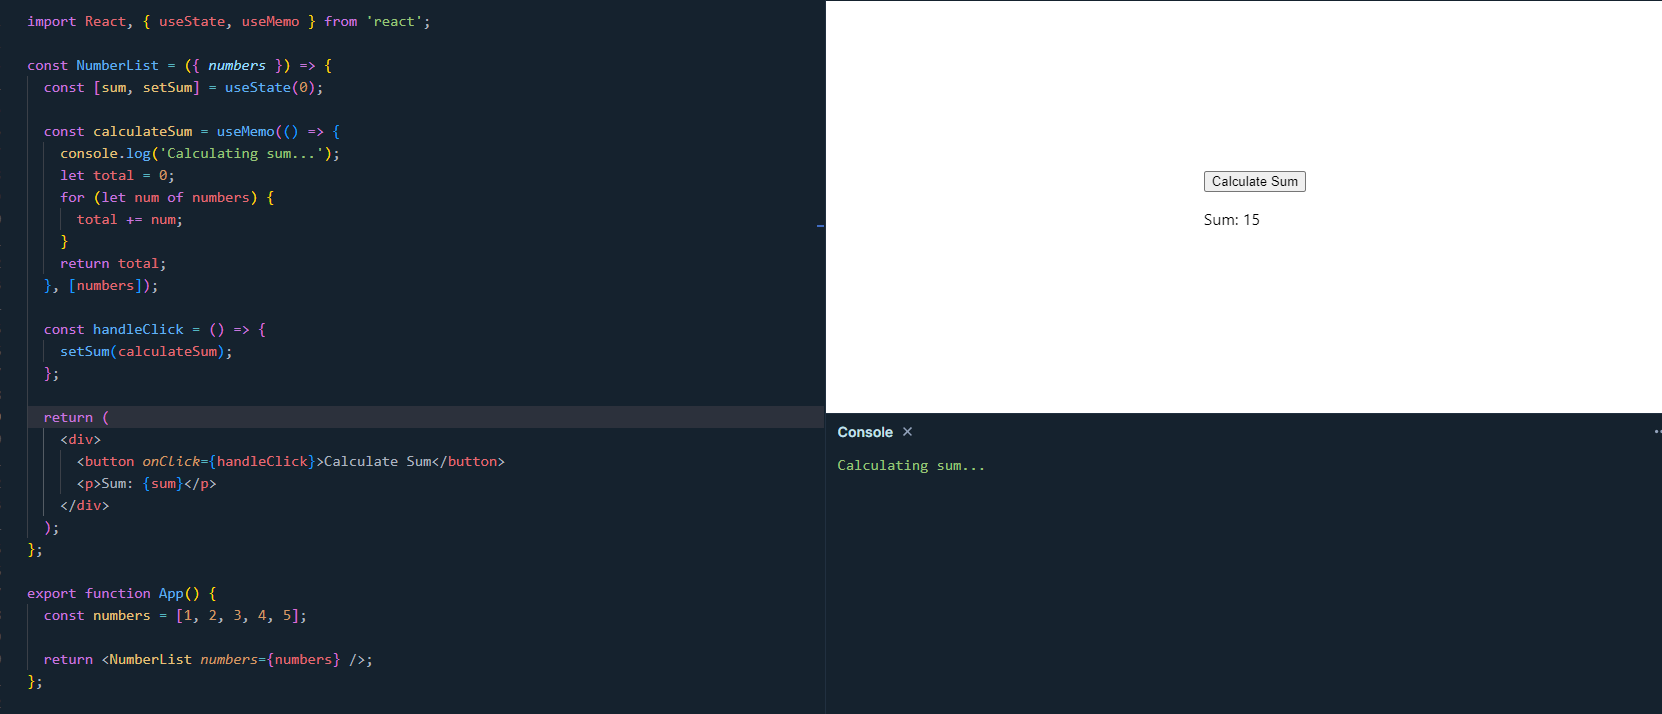 import React, { useState, useMemo } from 'react';
const NumberList = ({ numbers }) => {
const [sum, setSum] = useState(0);
const calculateSum = useMemo(() => {
console.log('Calculating sum...');
let total = 0;
for (let num of numbers) {
total += num;
}
return total;
}, [numbers]);
const handleClick = () => {
setSum(calculateSum);
};
return (
<div>
<button onClick={handleClick}>Calculate Sum</button>
<p>Sum: {sum}</p>
</div>
);
};
export function App() {
const numbers = [1, 2, 3, 4, 5];
return <NumberList numbers={numbers} />;
};
Calculate Sum
Sum: 15
Console ×
Calculating sum...